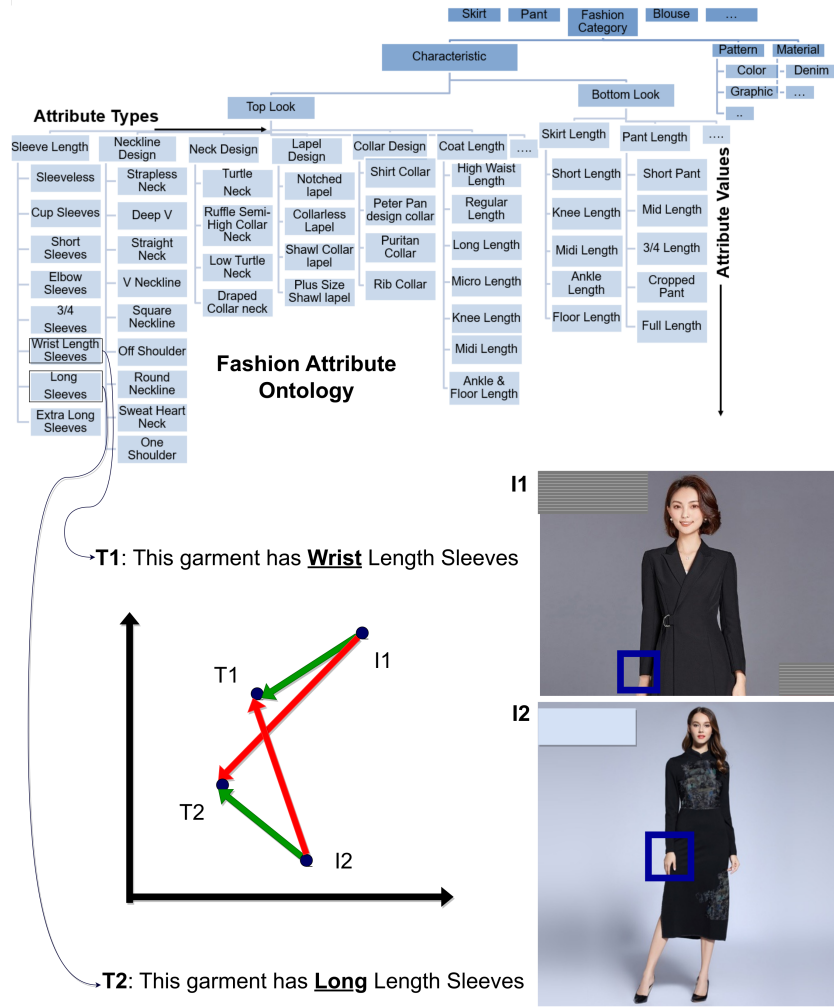 Skirt
Pant
Fashion
Category
Blouse
...
Characteristic
Pattern
Material
Color
Denim
Graphic
...
..
Top Look
Bottom Look
Attribute Types
Sleeve Length
Sleeveless
Cup Sleeves
Short
Sleeves
Elbow
Sleeves
3/4
Sleeves
Wrist Length
Sleeves
Long
Sleeves
Extra Long
Sleeves
Neckline
Design
Strapless
Neck
Deep V
Straight
Neck
V Neckline
Square
Neckline
Off Shoulder
Round
Neckline
Sweat Heart
Neck
One
Shoulder
Neck Design
Turtle
Neck
Ruffle Semi-
High Collar
Neck
Low Turtle
Neck
Draped
Collar neck
Lapel
Design
Notched
lapel
Collarless
Lapel
Shawl Collar
lapel
Plus Size
Shawl lapel
Collar Design
Shirt Collar
Peter Pan
design collar
Puritan
Collar
Rib Collar
Coat Length
High Waist
Length
Regular
Length
Long Length
Micro Length
Knee Length
Midi Length
Ankle &
Floor Length
....
Skirt Length
Short Length
Knee Length
Midi Length
Ankle
Length
Floor Length
Pant Length
Short Pant
Mid Length
3/4 Length
Cropped
Pant
Full Length
....
Attribute Values
Fashion Attribute
Ontology
I1
T1: This garment has Wrist Length Sleeves
I1
T1
T2
I2
I2
T2: This garment has Long Length Sleeves